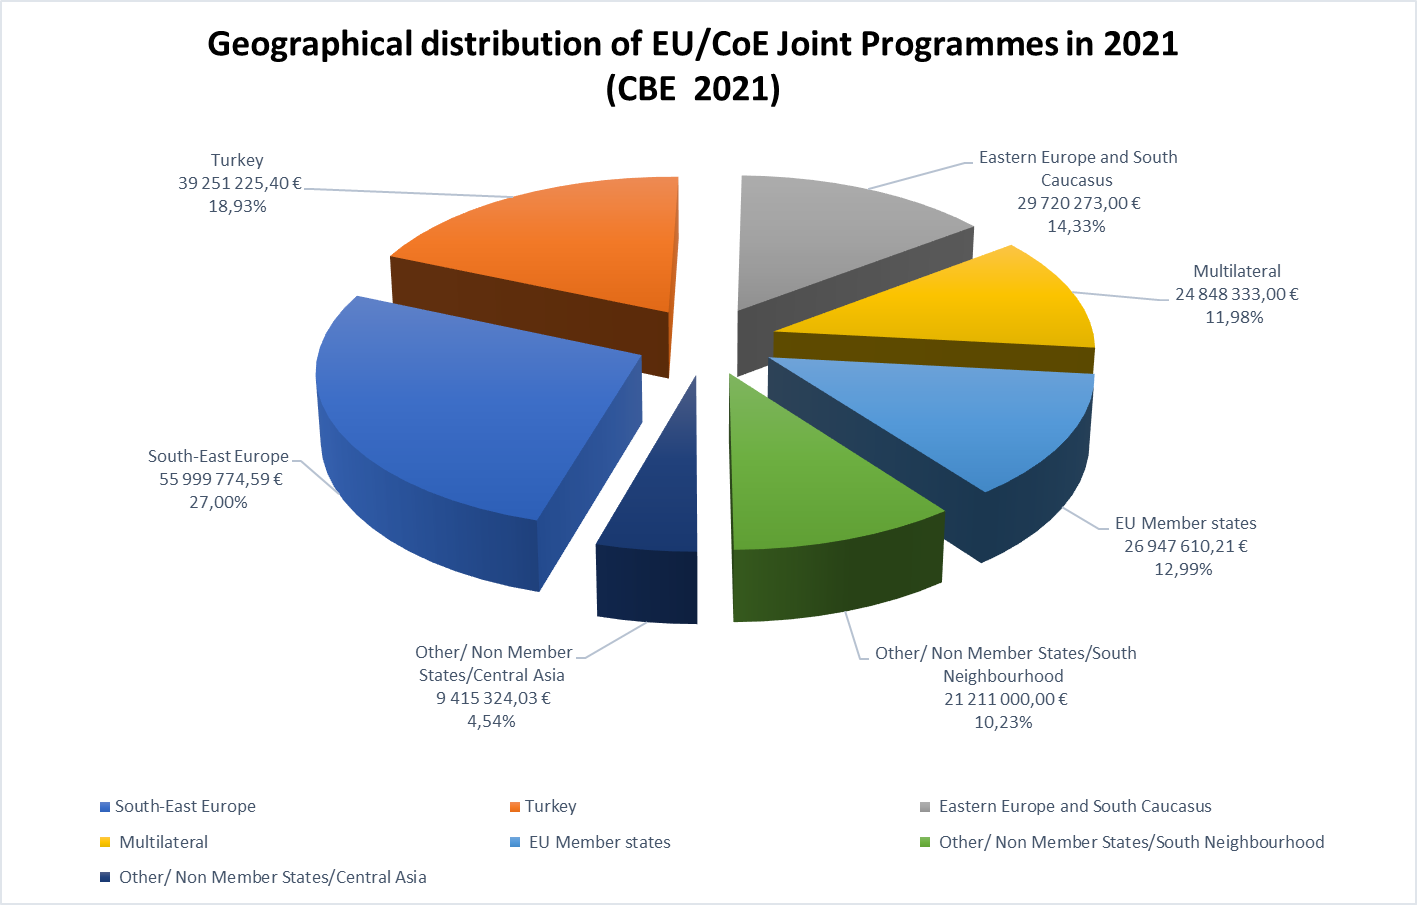 Geographical distribution of EU/CoE Joint Programmes in 2021
(CBE  2021)
Turkey
39 251 225,40 €
18,93%
Eastern Europe and South
Caucasus
29 720 273,00 €
14,33%
Multilateral
24 848 333,00 €
11,98%
South-East Europe
55 999 774,59 €
27,00%
EU Member states
26 947 610,21 €
12,99%
Other/ Non Member
States/Central Asia
9 415 324,03 €
4,54%
Other/ Non Member States/South
Neighbourhood
21 211 000,00 €
10,23%
South-East Europe
Turkey
Eastern Europe and South Caucasus
Multilateral
EU Member states
Other/ Non Member States/South Neighbourhood
Other/ Non Member States/Central Asia